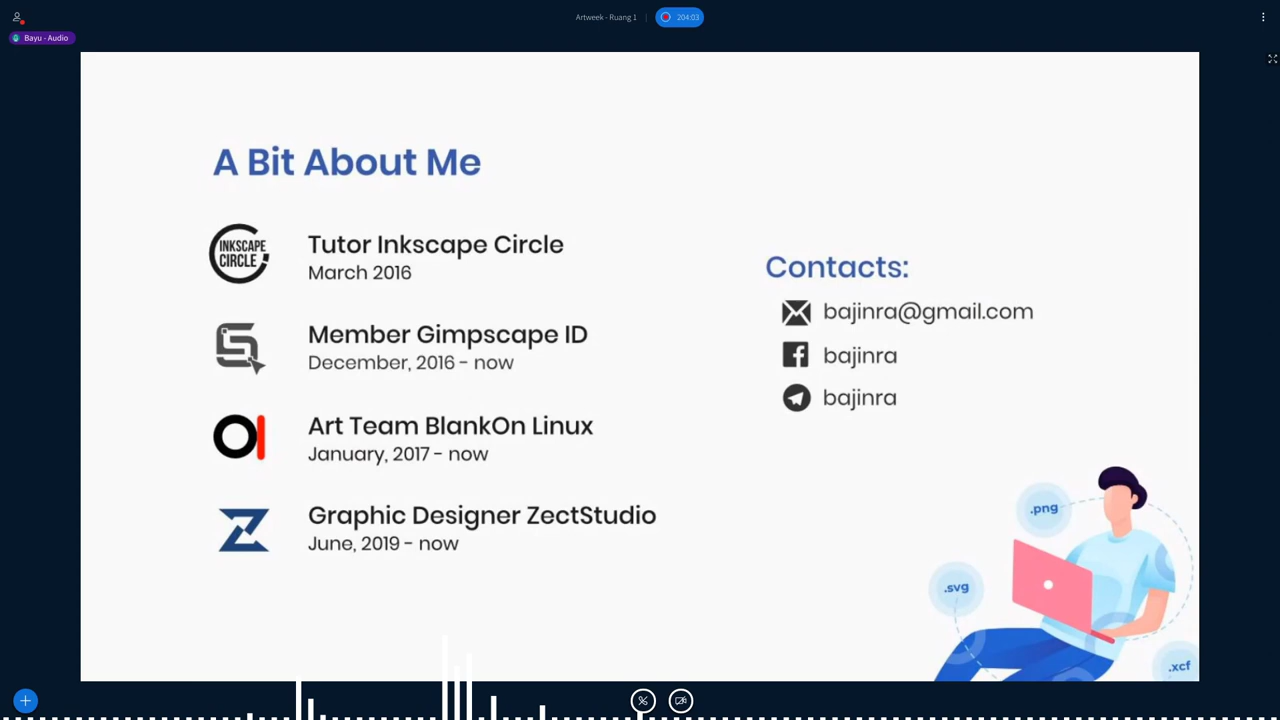 Artweek - Ruang 1
204:03
Bayu - Audio
A Bit About Me
INKSCAPE
CIRCLE
Tutor Inkscape Circle
March 2016
Member Gimpscape ID
December, 2016 - now
Art Team BlankOn Linux
January, 2017 - now
Graphic Designer ZectStudio
June, 2019 - now
Contacts:
bajinra@gmail.com
bajinra
bajinra
.png
.svg
.xcf